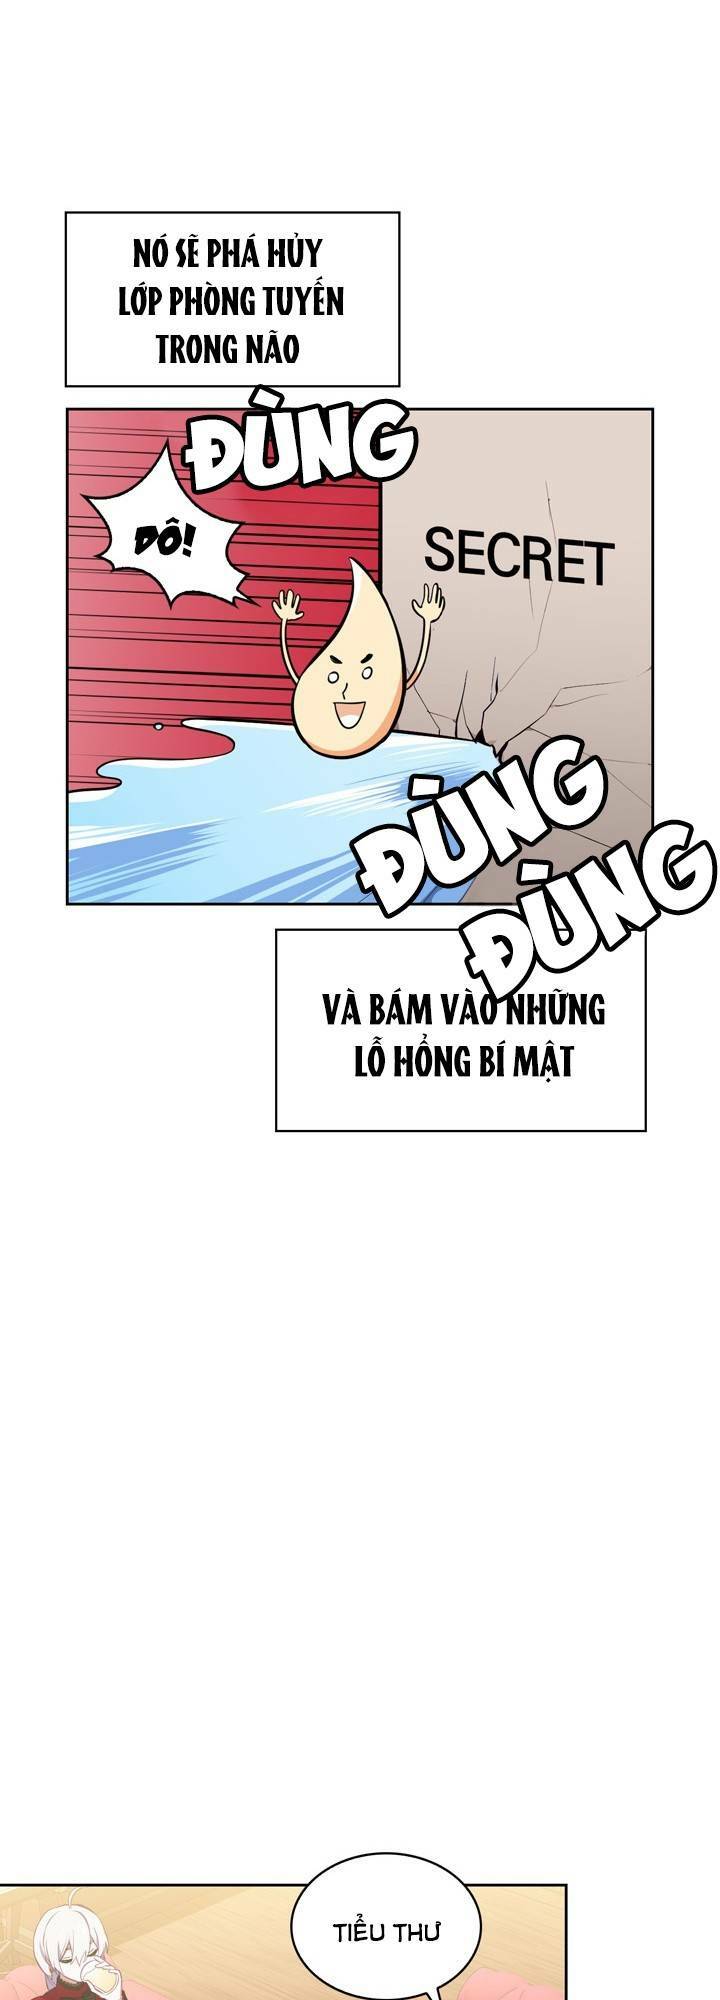 NÓ SẼ PHÁ HỦY
LỚP PHÒNG TUYẾN
TRONG NÃO
ĐÙNG
DÔ!
SECRET
ĐÙNG
ĐÙNG
VÀ BÁM VÀO NHỮNG
LỖ HỔNG BÍ MẬT
TIỂU THƯ